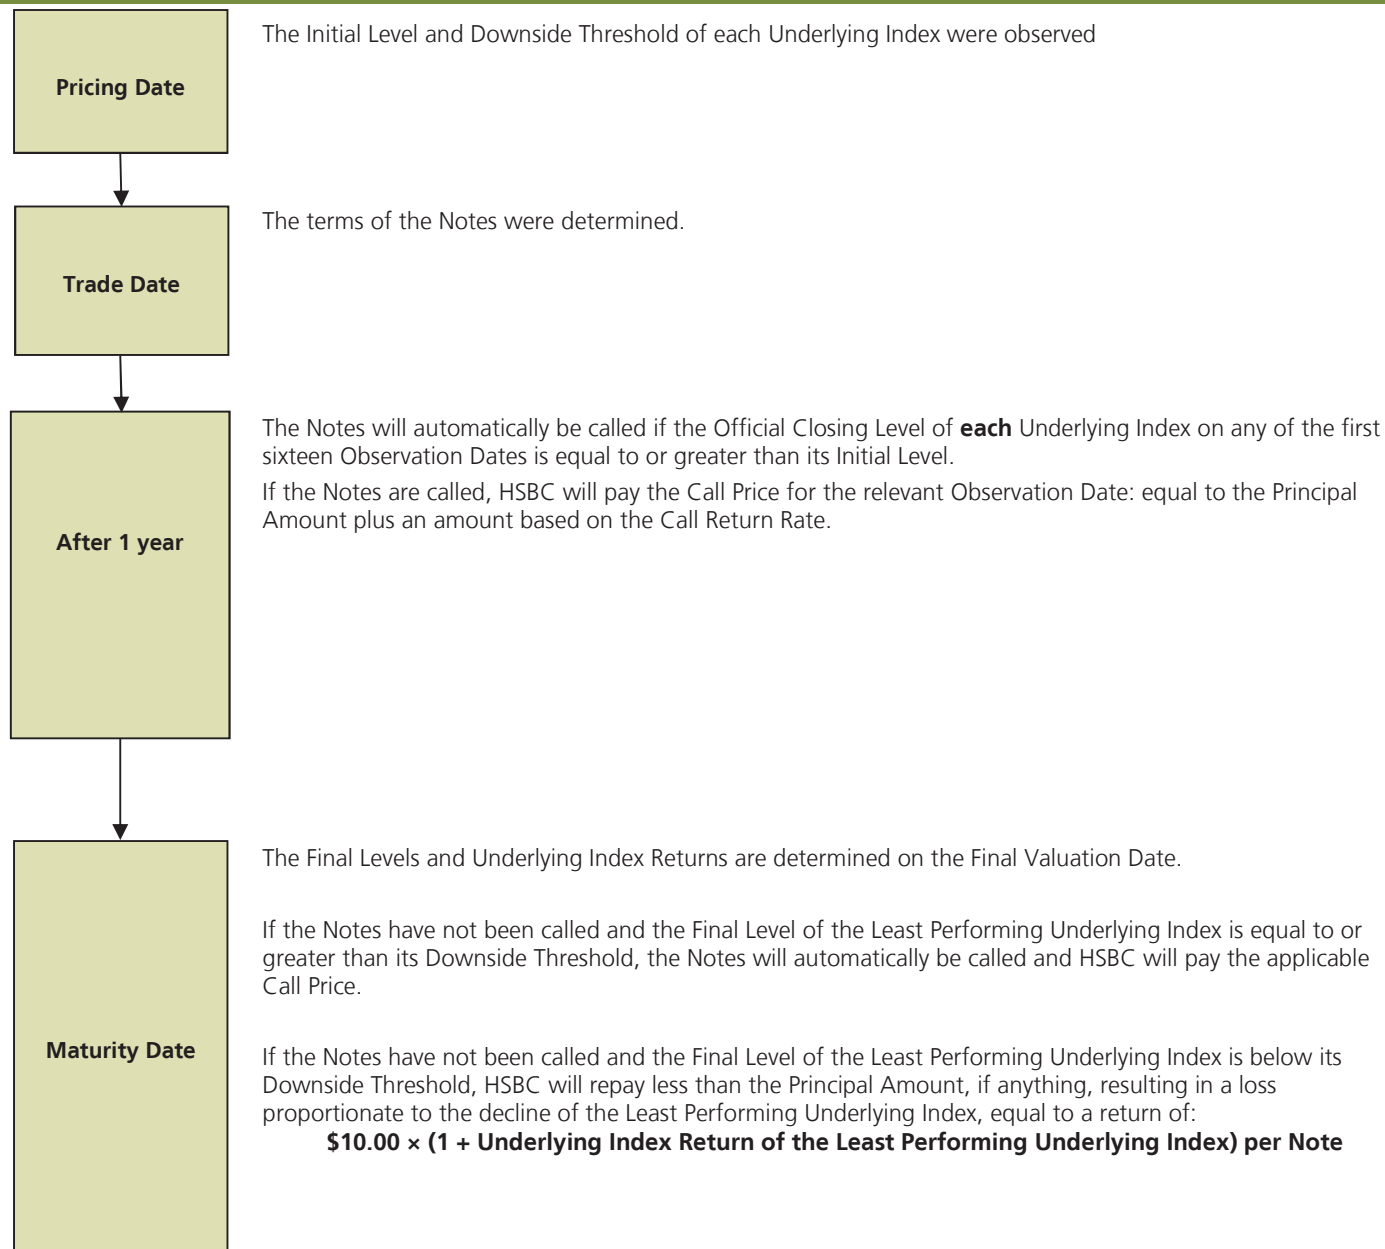 Pricing Date
The Initial Level and Downside Threshold of each Underlying Index were observed
Trade Date
The terms of the Notes were determined.
After 1 year
The Notes will automatically be called if the Official Closing Level of each Underlying Index on any of the first
sixteen Observation Dates is equal to or greater than its Initial Level.
If the Notes are called, HSBC will pay the Call Price for the relevant Observation Date: equal to the Principal
Amount plus an amount based on the Call Return Rate.
Maturity Date
The Final Levels and Underlying Index Returns are determined on the Final Valuation Date.
If the Notes have not been called and the Final Level of the Least Performing Underlying Index is equal to or
greater than its Downside Threshold, the Notes will automatically be called and HSBC will pay the applicable
Call Price.
If the Notes have not been called and the Final Level of the Least Performing Underlying Index is below its
Downside Threshold, HSBC will repay less than the Principal Amount, if anything, resulting in a loss
proportionate to the decline of the Least Performing Underlying Index, equal to a return of:
$10.00 × (1 + Underlying Index Return of the Least Performing Underlying Index) per Note